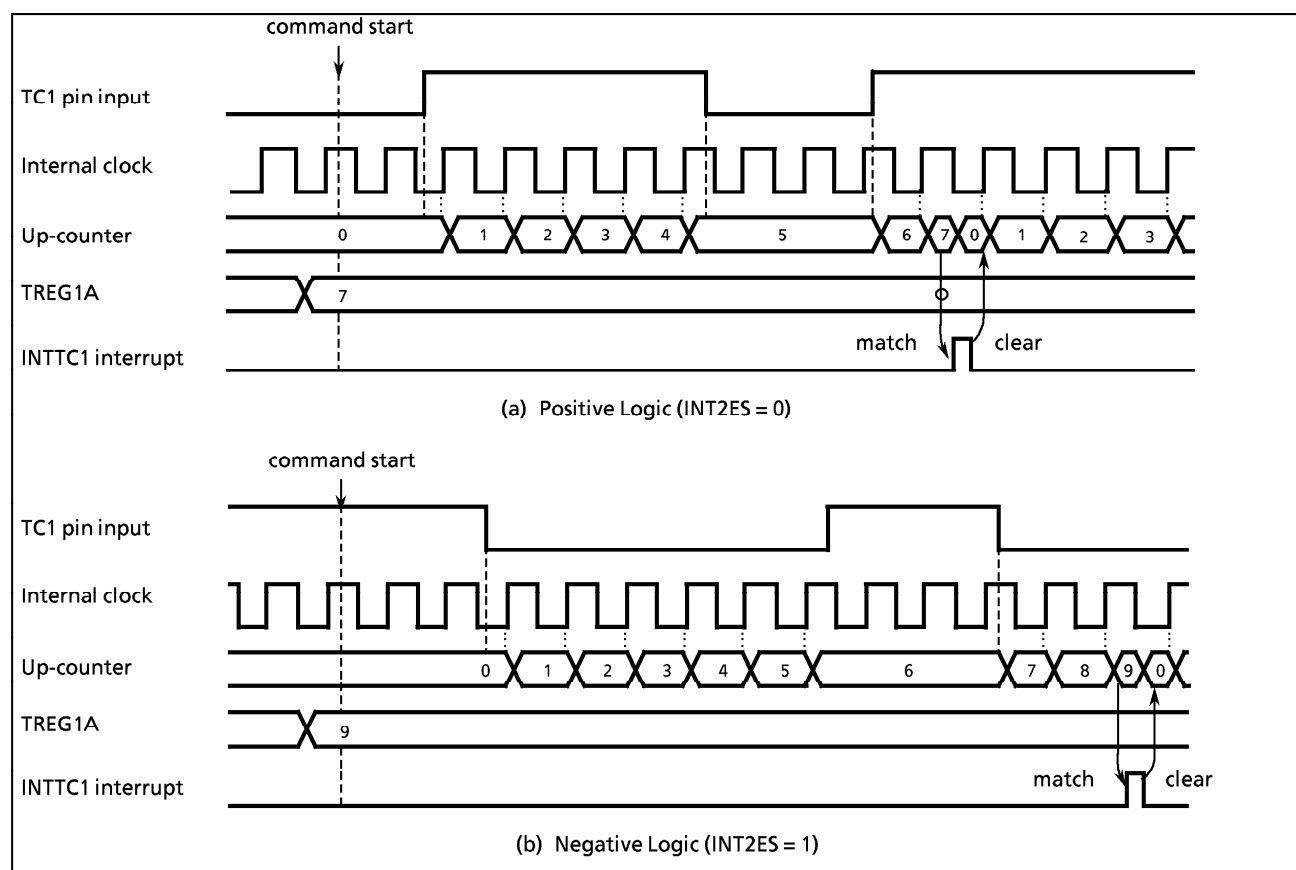 command start
TC1 pin input
Internal clock
Up-counter
0 1 2 3 4 5 6 7 0 1 2 3
TREG1A
7
match clear
INTTC1 interrupt
(a) Positive Logic (INT2ES = 0)
command start
TC1 pin input
Internal clock
Up-counter
0 1 2 3 4 5 6 7 8 9 0
TREG1A
9
match clear
INTTC1 interrupt
(b) Negative Logic (INT2ES = 1)